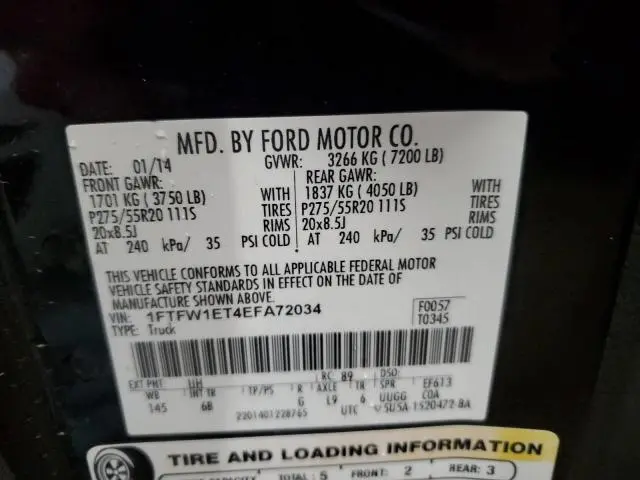 MFD. BY FORD MOTOR CO.
DATE: 01/14 GVWR: 3266 KG ( 7200 LB)
FRONT GAWR: REAR GAWR:
1701 KG ( 3750 LB) WITH 1837 KG ( 4050 LB) WITH
P275/55R20 111S TIRES P275/55R20 111S TIRES
20x8.5J RIMS 20x8.5J RIMS
AT 240 kPa/ 35 PSI COLD AT 240 kPa/ 35 PSI COLD
THIS VEHICLE CONFORMS TO ALL APPLICABLE FEDERAL MOTOR
VEHICLE SAFETY STANDARDS IN EFFECT ON THE DATE OF
MANUFACTURE SHOWN ABOVE.
VIN: 1FTFW1ET4EFA72034 F0057
TYPE: Truck T0345
EXT PNT UH RC: 89 DSO:
WB INT TR TP/PS R AXLE TR SPR EF613
145 6B G L9 6 UUGG COA
2201401228765 UTC 5U5A-1520472-BA
TIRE AND LOADING INFORMATION
TOTAL: 5 FRONT: 2 REAR: 3